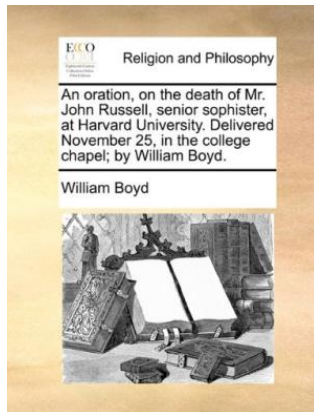 ECCO
Religion and Philosophy
An oration, on the death of Mr.
John Russell, senior sophister,
at Harvard University. Delivered
November 25, in the college
chapel; by William Boyd.
William Boyd